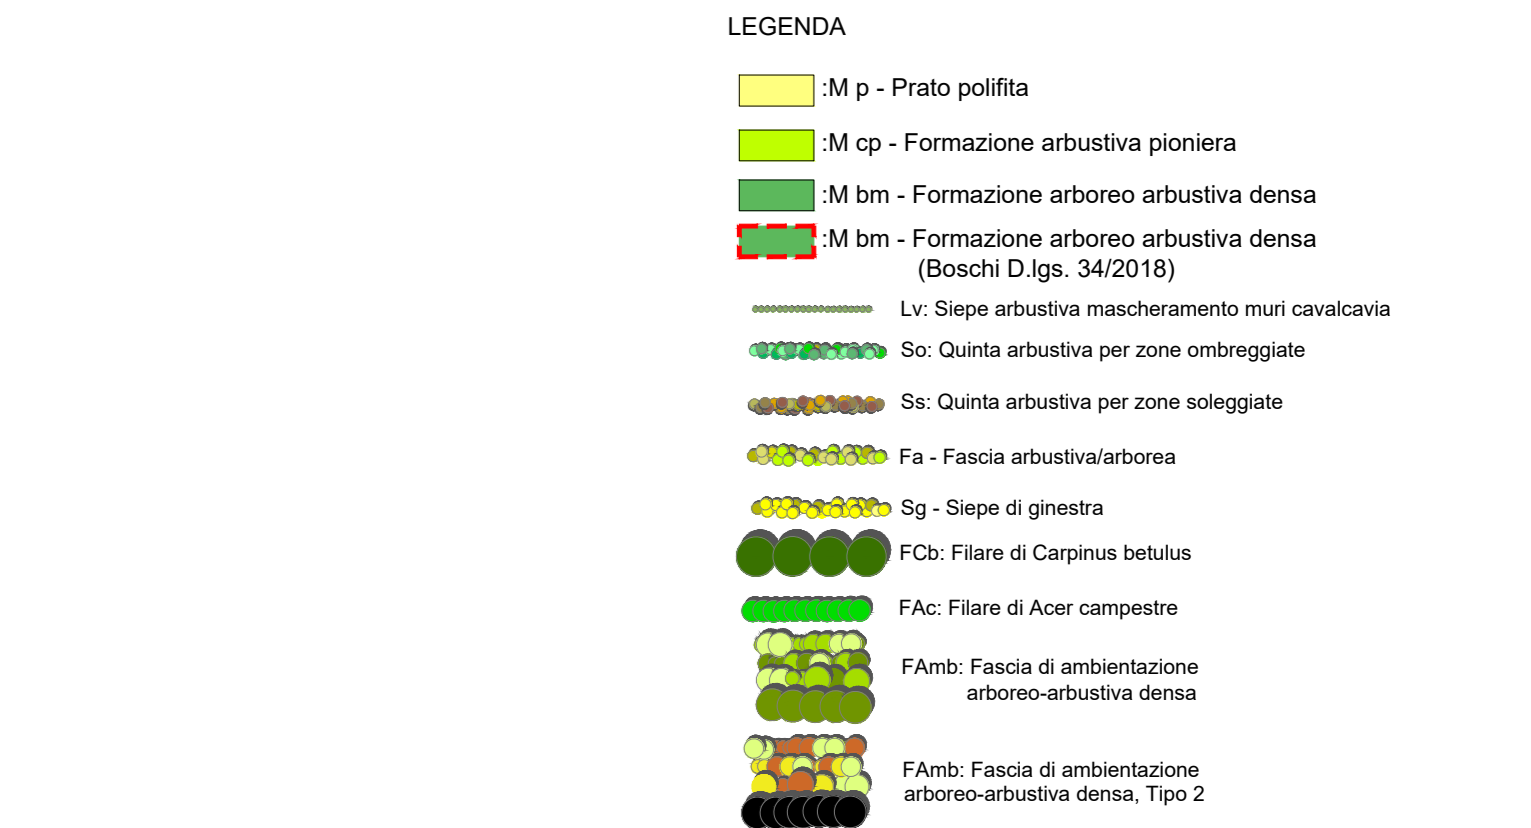 LEGENDA
:M p - Prato polifita
:M cp - Formazione arbustiva pioniera
:M bm - Formazione arboreo arbustiva densa
:M bm - Formazione arboreo arbustiva densa
(Boschi D.lgs. 34/2018)
Lv: Siepe arbustiva mascheramento muri cavalcavia
So: Quinta arbustiva per zone ombreggiate
Ss: Quinta arbustiva per zone soleggiate
Fa - Fascia arbustiva/arborea
Sg - Siepe di ginestra
FCb: Filare di Carpinus betulus
FAc: Filare di Acer campestre
FAmb: Fascia di ambientazione
arboreo-arbustiva densa
FAmb: Fascia di ambientazione
arboreo-arbustiva densa, Tipo 2